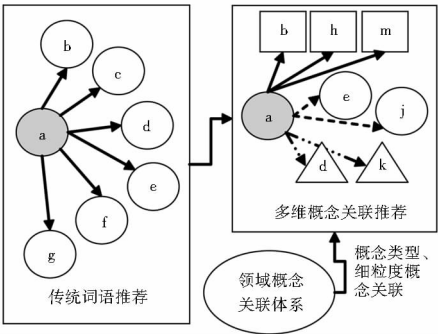 b
c
a
d
e
f
g
传统词语推荐
b h m
a
e
j
d k
多维概念关联推荐
领域概念
关联体系
概念类型、
细粒度概
念关联